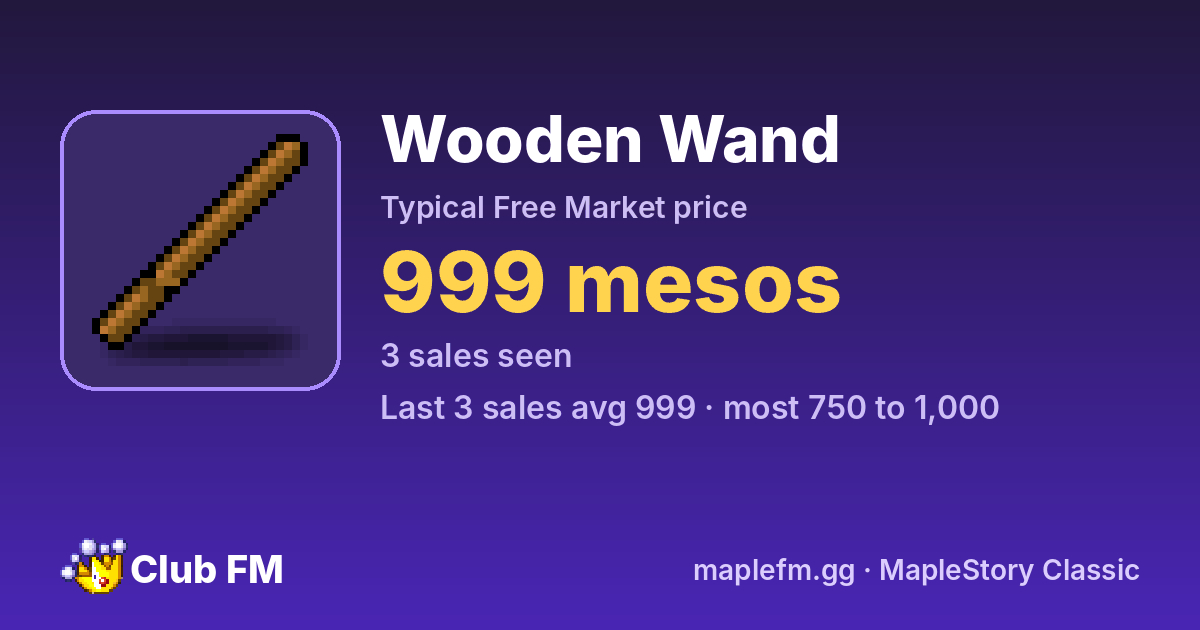 Wooden Wand
Typical Free Market price
999 mesos
3 sales seen
Last 3 sales avg 999 · most 750 to 1,000
Club FM
maplefm.gg · MapleStory Classic